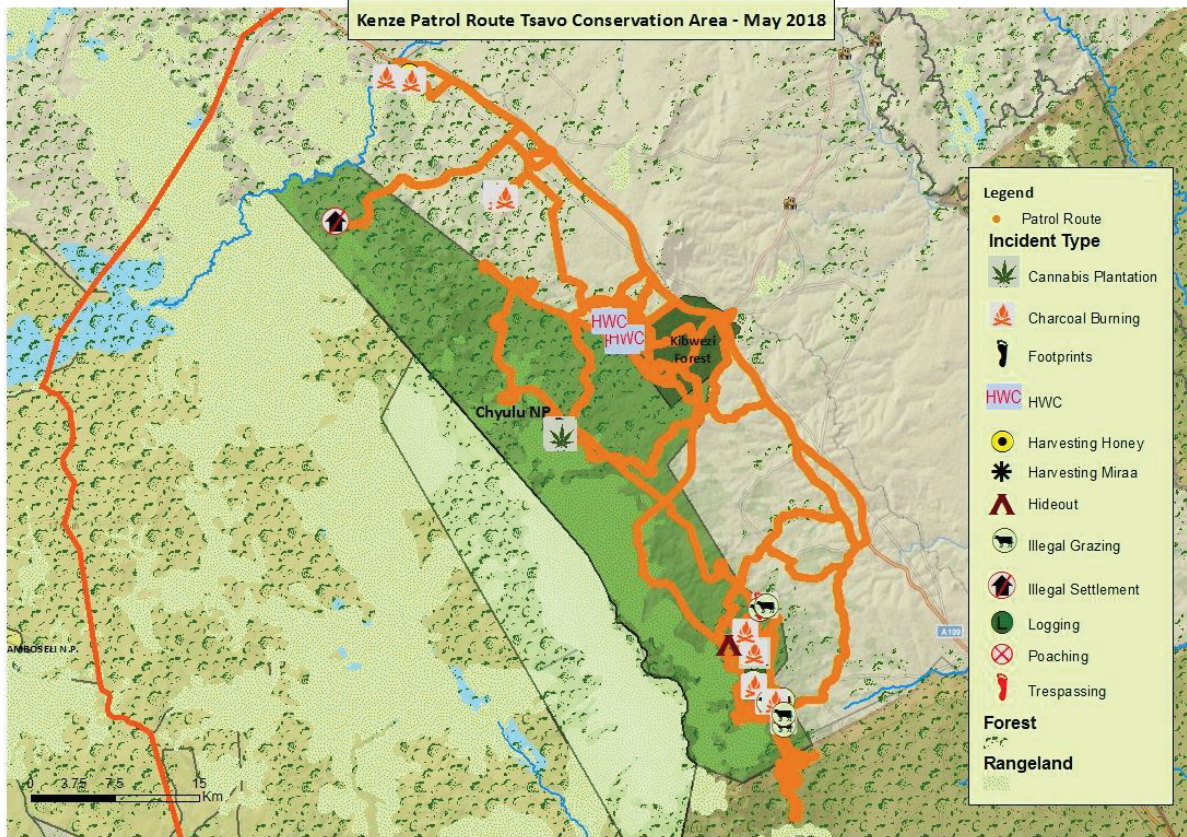 Kenze Patrol Route Tsavo Conservation Area - May 2018
HWC
HWC
Kibwezi
Forest
Chyulu NP
AMBOSELI N.P.
A 109
0 3.75 7.5 15
Km
Legend
Patrol Route
Incident Type
Cannabis Plantation
Charcoal Burning
Footprints
HWC HWC
Harvesting Honey
Harvesting Miraa
Hideout
Illegal Grazing
Illegal Settlement
L Logging
Poaching
Trespassing
Forest
Rangeland